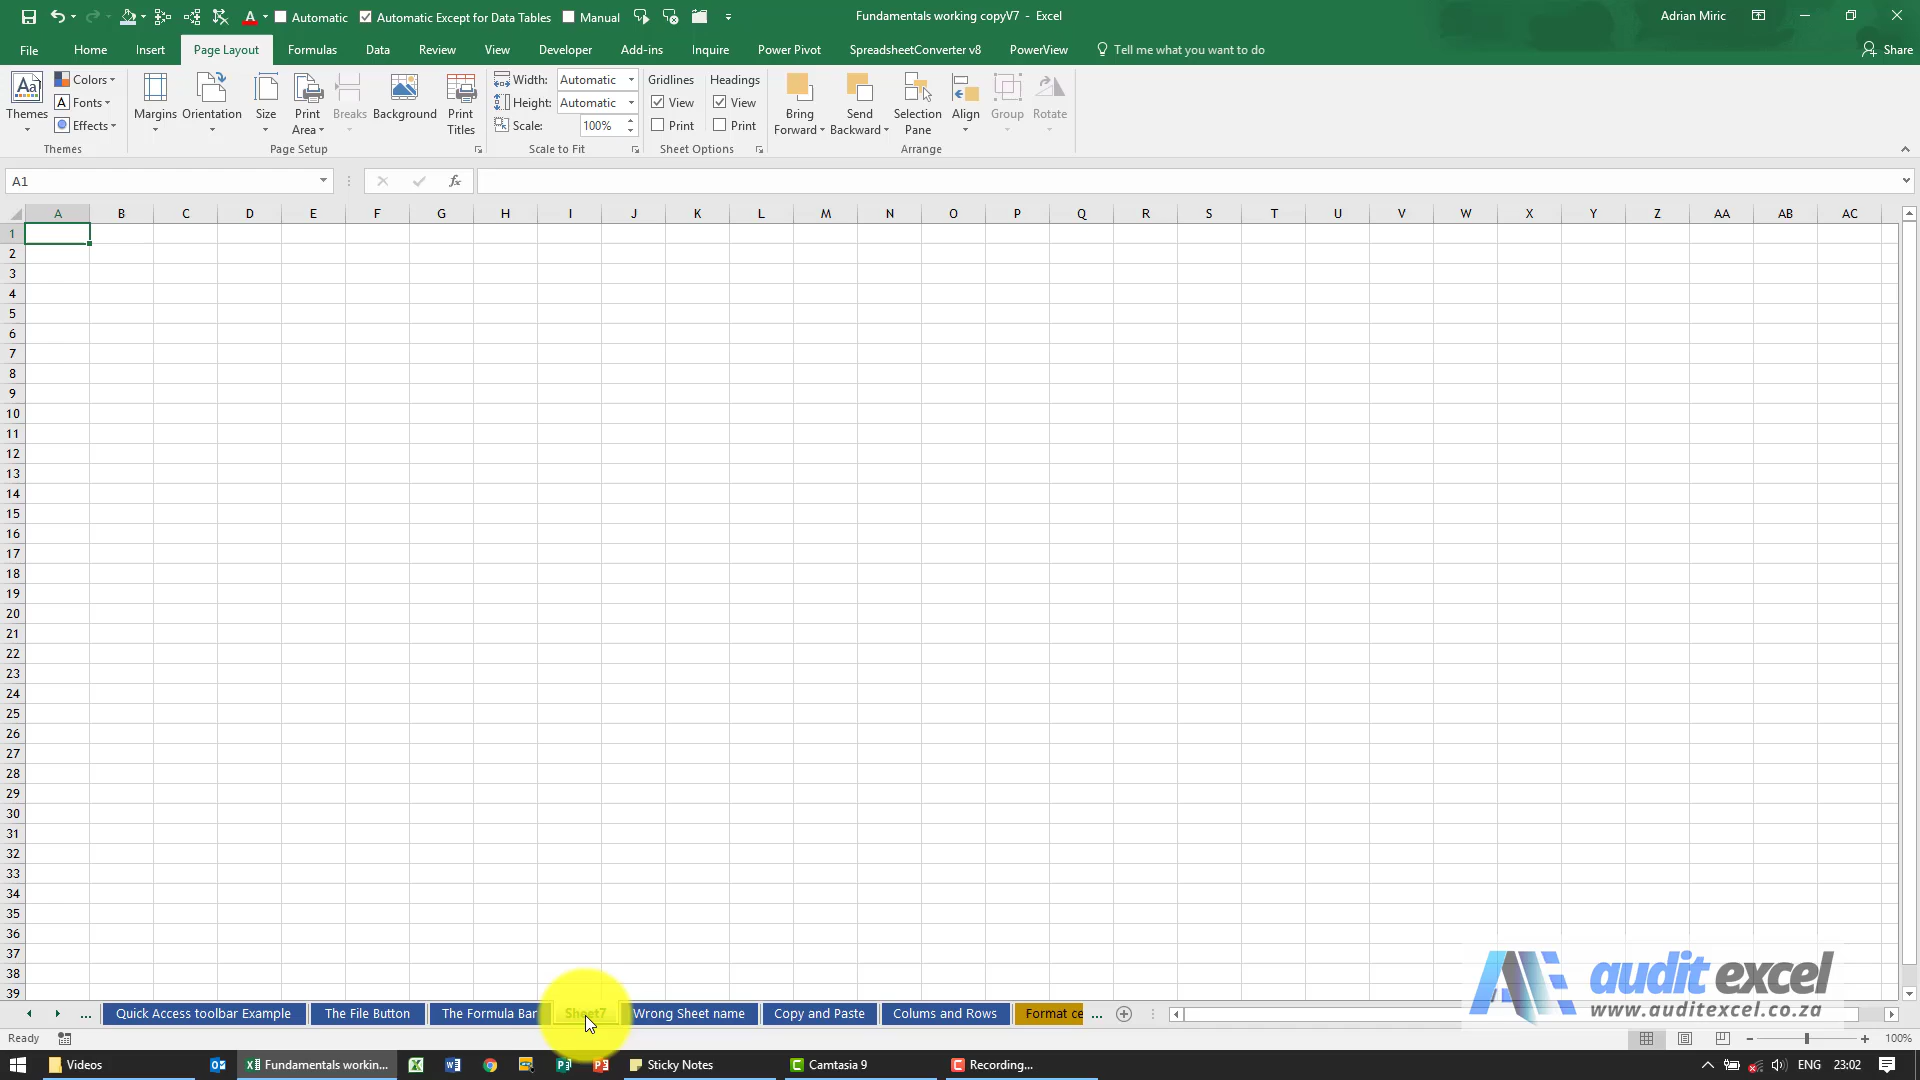 Automatic Automatic Except for Data Tables Manual Fundamentals working copyV7 - Excel Adrian Miric
File Home Insert Page Layout Formulas Data Review View Developer Add-ins Inquire Power Pivot SpreadsheetConverter v8 PowerView Tell me what you want to do Share
Themes Colors Fonts Effects
Margins Orientation Size Print Area Breaks Background Print Titles
Width: Automatic
Height: Automatic
Scale: 100%
Gridlines View Print
Headings View Print
Bring Forward Send Backward Selection Pane Align Group Rotate
Themes Page Setup Scale to Fit Sheet Options Arrange
A1 fx
A B C D E F G H I J K L M N O P Q R S T U V W X Y Z AA AB AC
1
2
3
4
5
6
7
8
9
10
11
12
13
14
15
16
17
18
19
20
21
22
23
24
25
26
27
28
29
30
31
32
33
34
35
36
37
38
39
audit excel
www.auditexcel.co.za
... Quick Access toolbar Example The File Button The Formula Bar Sheet7 Wrong Sheet name Copy and Paste Colums and Rows Format ce ...
Ready 100%
Videos Fundamentals workin... Sticky Notes Camtasia 9 Recording... ENG 23:02